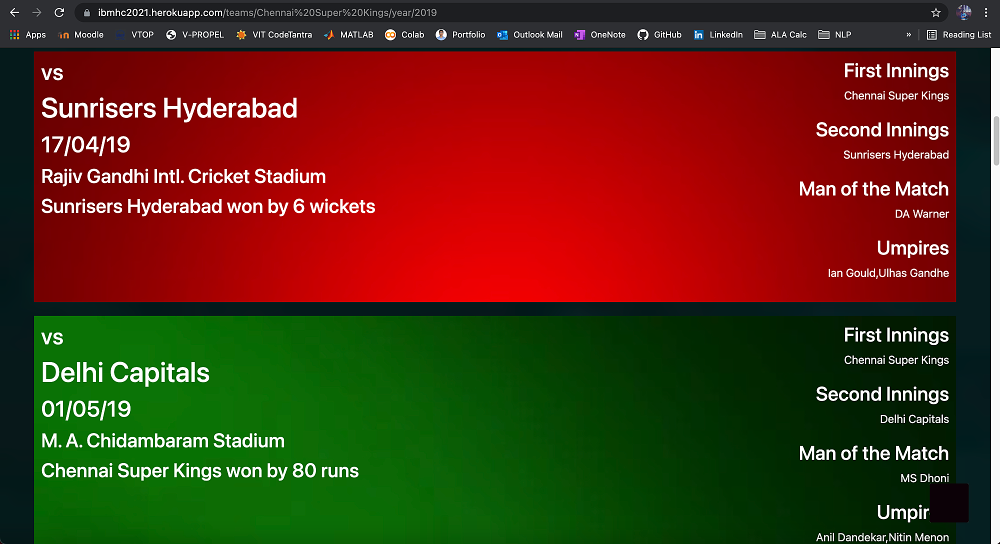 ibmhc2021.herokuapp.com/teams/Chennai%20Super%20Kings/year/2019
Apps Moodle VTOP V-PROPEL VIT CodeTantra MATLAB Colab Portfolio Outlook Mail OneNote GitHub LinkedIn ALA Calc NLP » Reading List
vs
Sunrisers Hyderabad
17/04/19
Rajiv Gandhi Intl. Cricket Stadium
Sunrisers Hyderabad won by 6 wickets
First Innings
Chennai Super Kings
Second Innings
Sunrisers Hyderabad
Man of the Match
DA Warner
Umpires
Ian Gould,Ulhas Gandhe
vs
Delhi Capitals
01/05/19
M. A. Chidambaram Stadium
Chennai Super Kings won by 80 runs
First Innings
Chennai Super Kings
Second Innings
Delhi Capitals
Man of the Match
MS Dhoni
Umpir
Anil Dandekar,Nitin Menon